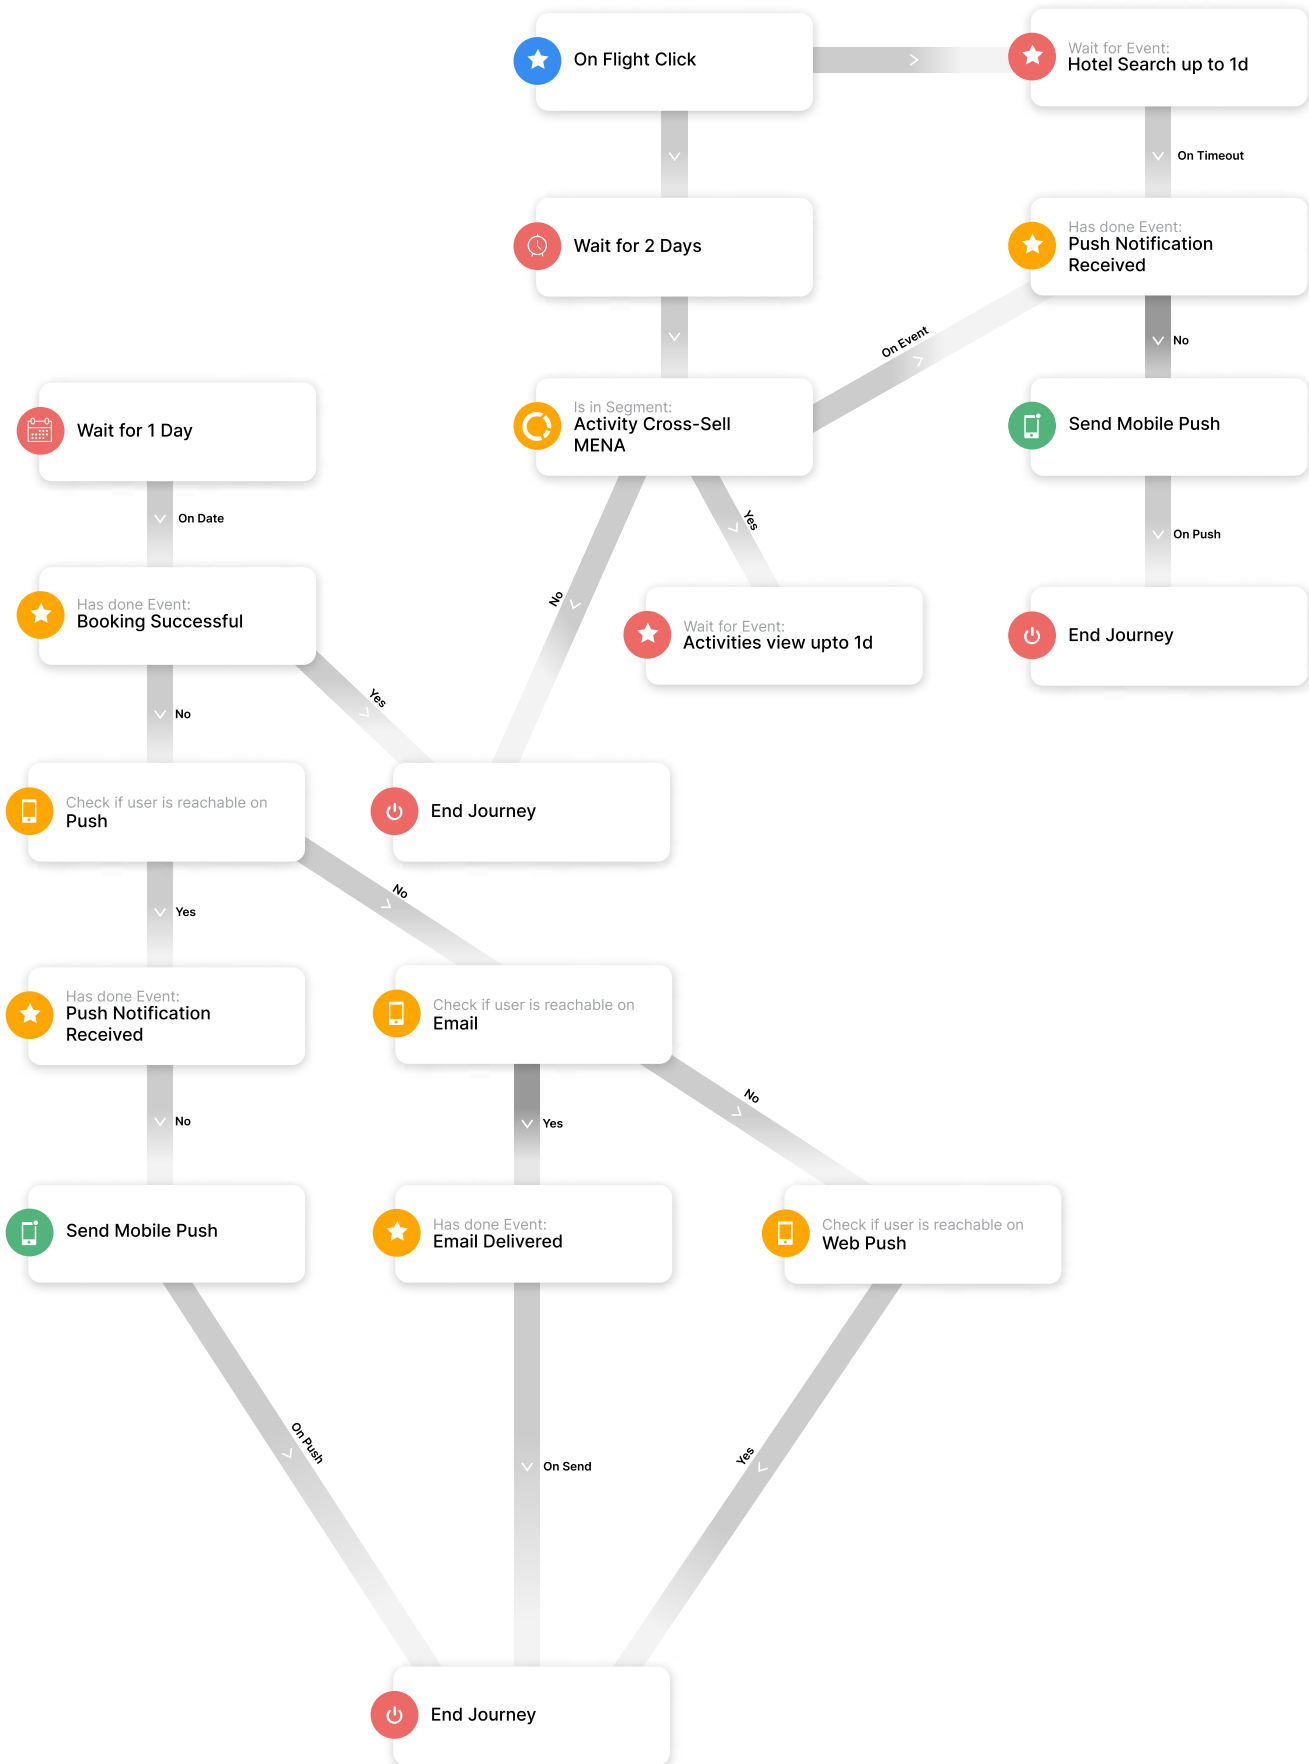 On Flight Click
Wait for Event:
Hotel Search up to 1d
On Timeout
Wait for 2 Days
Has done Event:
Push Notification
Received
On Event
No
Is in Segment:
Activity Cross-Sell
MENA
Send Mobile Push
Wait for 1 Day
On Date
Yes
On Push
No
Has done Event:
Booking Successful
Wait for Event:
Activities view upto 1d
End Journey
Yes
No
Check if user is reachable on
Push
End Journey
No
Yes
Has done Event:
Push Notification
Received
Check if user is reachable on
Email
No
No
Yes
Send Mobile Push
Has done Event:
Email Delivered
Check if user is reachable on
Web Push
On Push
On Send
Yes
End Journey